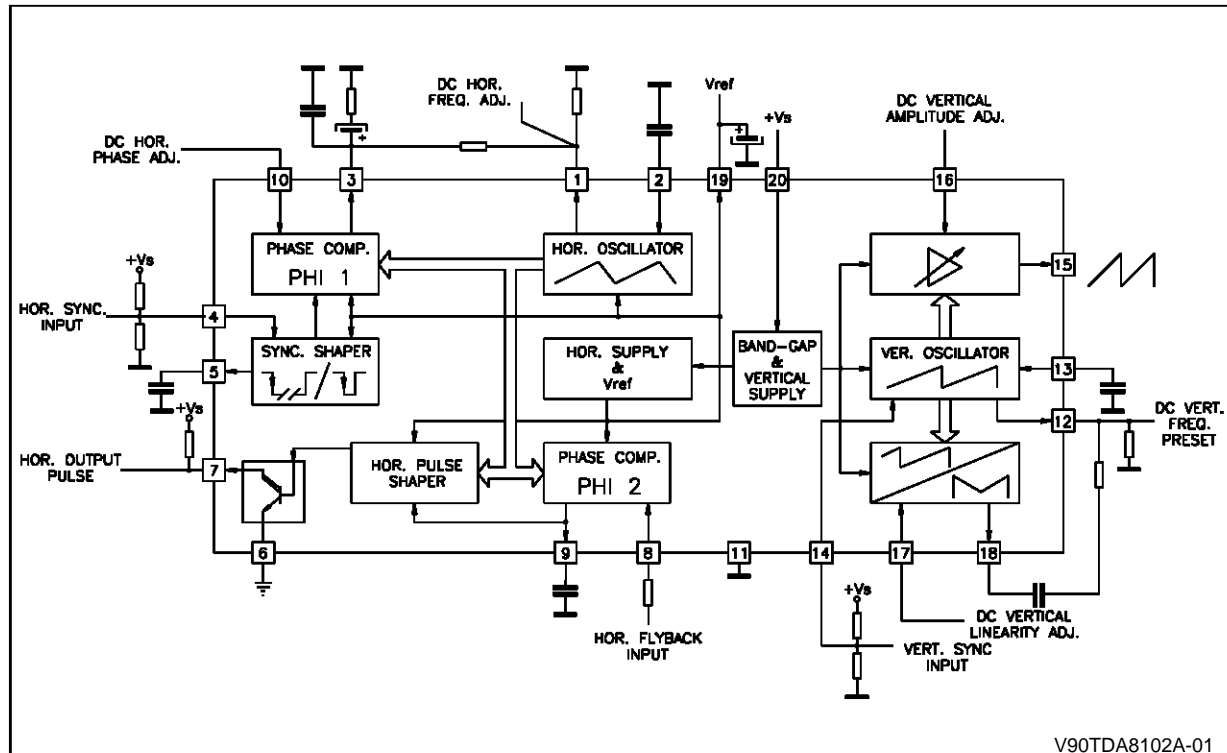 DC HOR.
FREQ. ADJ.
Vref
+Vs
DC VERTICAL
AMPLITUDE ADJ.
DC HOR.
PHASE ADJ.
+
+
10
3
1
2
19
20
16
PHASE COMP.
PHI 1
HOR. OSCILLATOR
15
+Vs
HOR. SYNC.
INPUT
4
SYNC. SHAPER
5
HOR. SUPPLY
&
Vref
BAND-GAP
&
VERTICAL
SUPPLY
VER. OSCILLATOR
13
12
DC VERT.
FREQ.
PRESET
+Vs
HOR. OUTPUT
PULSE
7
HOR. PULSE
SHAPER
PHASE COMP.
PHI 2
6
9
8
11
14
17
18
+Vs
HOR. FLYBACK
INPUT
DC VERTICAL
LINEARITY ADJ.
VERT. SYNC
INPUT
V90TDA8102A-01